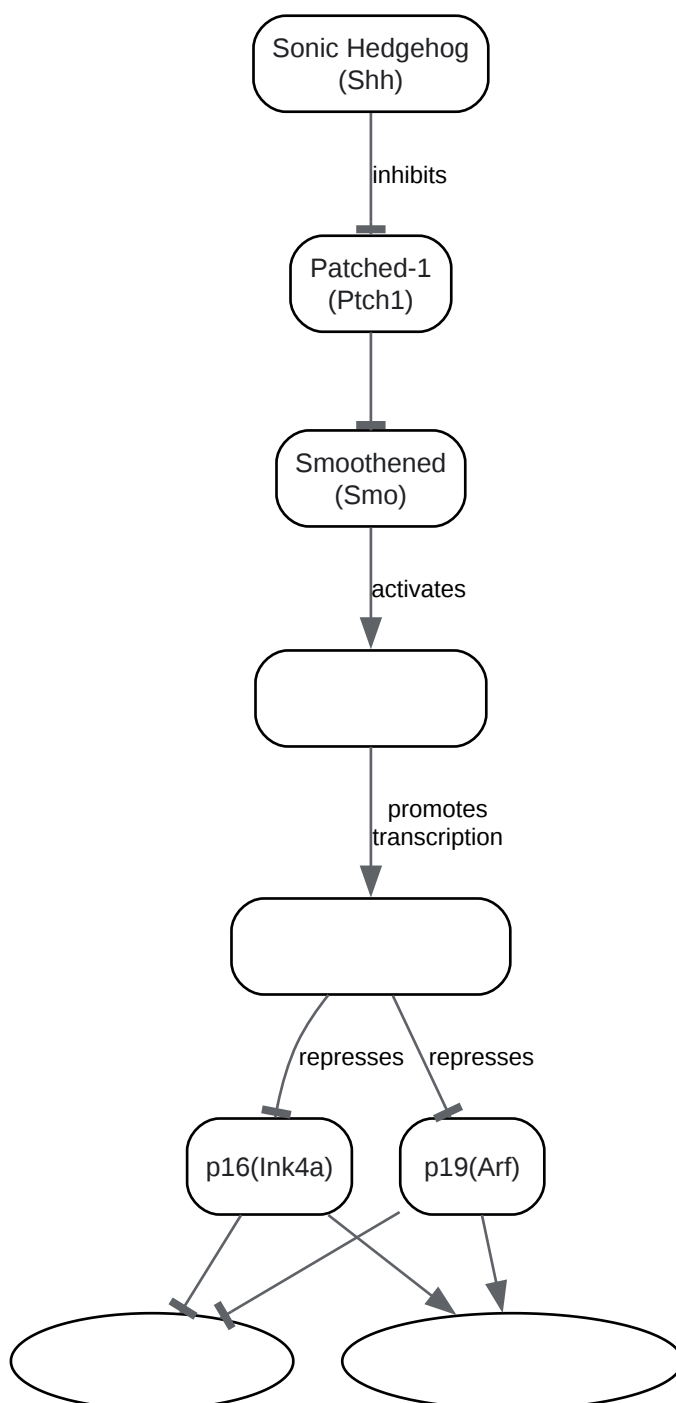 Sonic Hedgehog
(Shh)
inhibits
Patched-1
(Ptch1)
Smoothened
(Smo)
activates
promotes
transcription
represses
represses
p16(Ink4a)
p19(Arf)